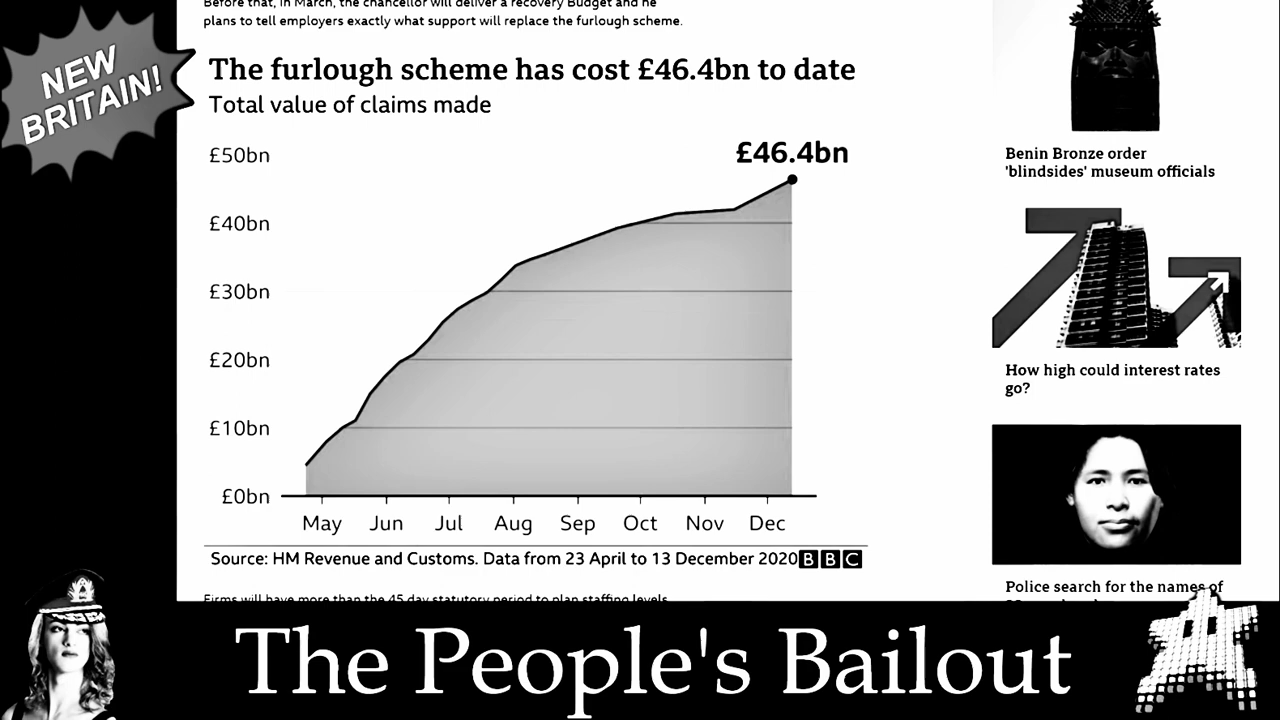 Before that, in March, the chancellor will deliver a recovery Budget and he
plans to tell employers exactly what support will replace the furlough scheme.
NEW
BRITAIN!
The furlough scheme has cost £46.4bn to date
Total value of claims made
£50bn
£46.4bn
£40bn
£30bn
£20bn
£10bn
£0bn
May Jun Jul Aug Sep Oct Nov Dec
Source: HM Revenue and Customs. Data from 23 April to 13 December 2020 BBC
Firms will have more than the 45 day statutory period to plan staffing levels
Benin Bronze order
'blindsides' museum officials
How high could interest rates
go?
Police search for the names of
The People's Bailout